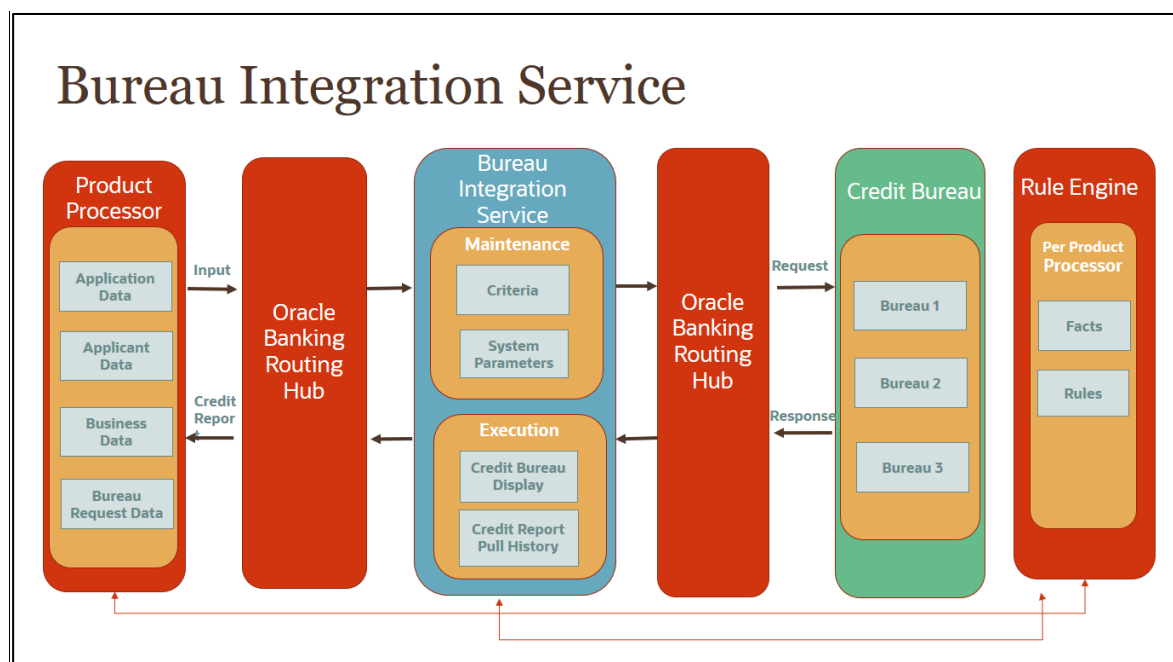 Bureau Integration Service
Product
Processor
Application
Data
Applicant
Data
Business
Data
Bureau
Request Data
Input
Credit
Repor
t
Oracle
Banking
Routing
Hub
Bureau
Integration
Service
Maintenance
Criteria
System
Parameters
Execution
Credit Bureau
Display
Credit Report
Pull History
Oracle
Banking
Routing
Hub
Request
Response
Credit Bureau
Bureau 1
Bureau 2
Bureau 3
Rule Engine
Per Product
Processor
Facts
Rules